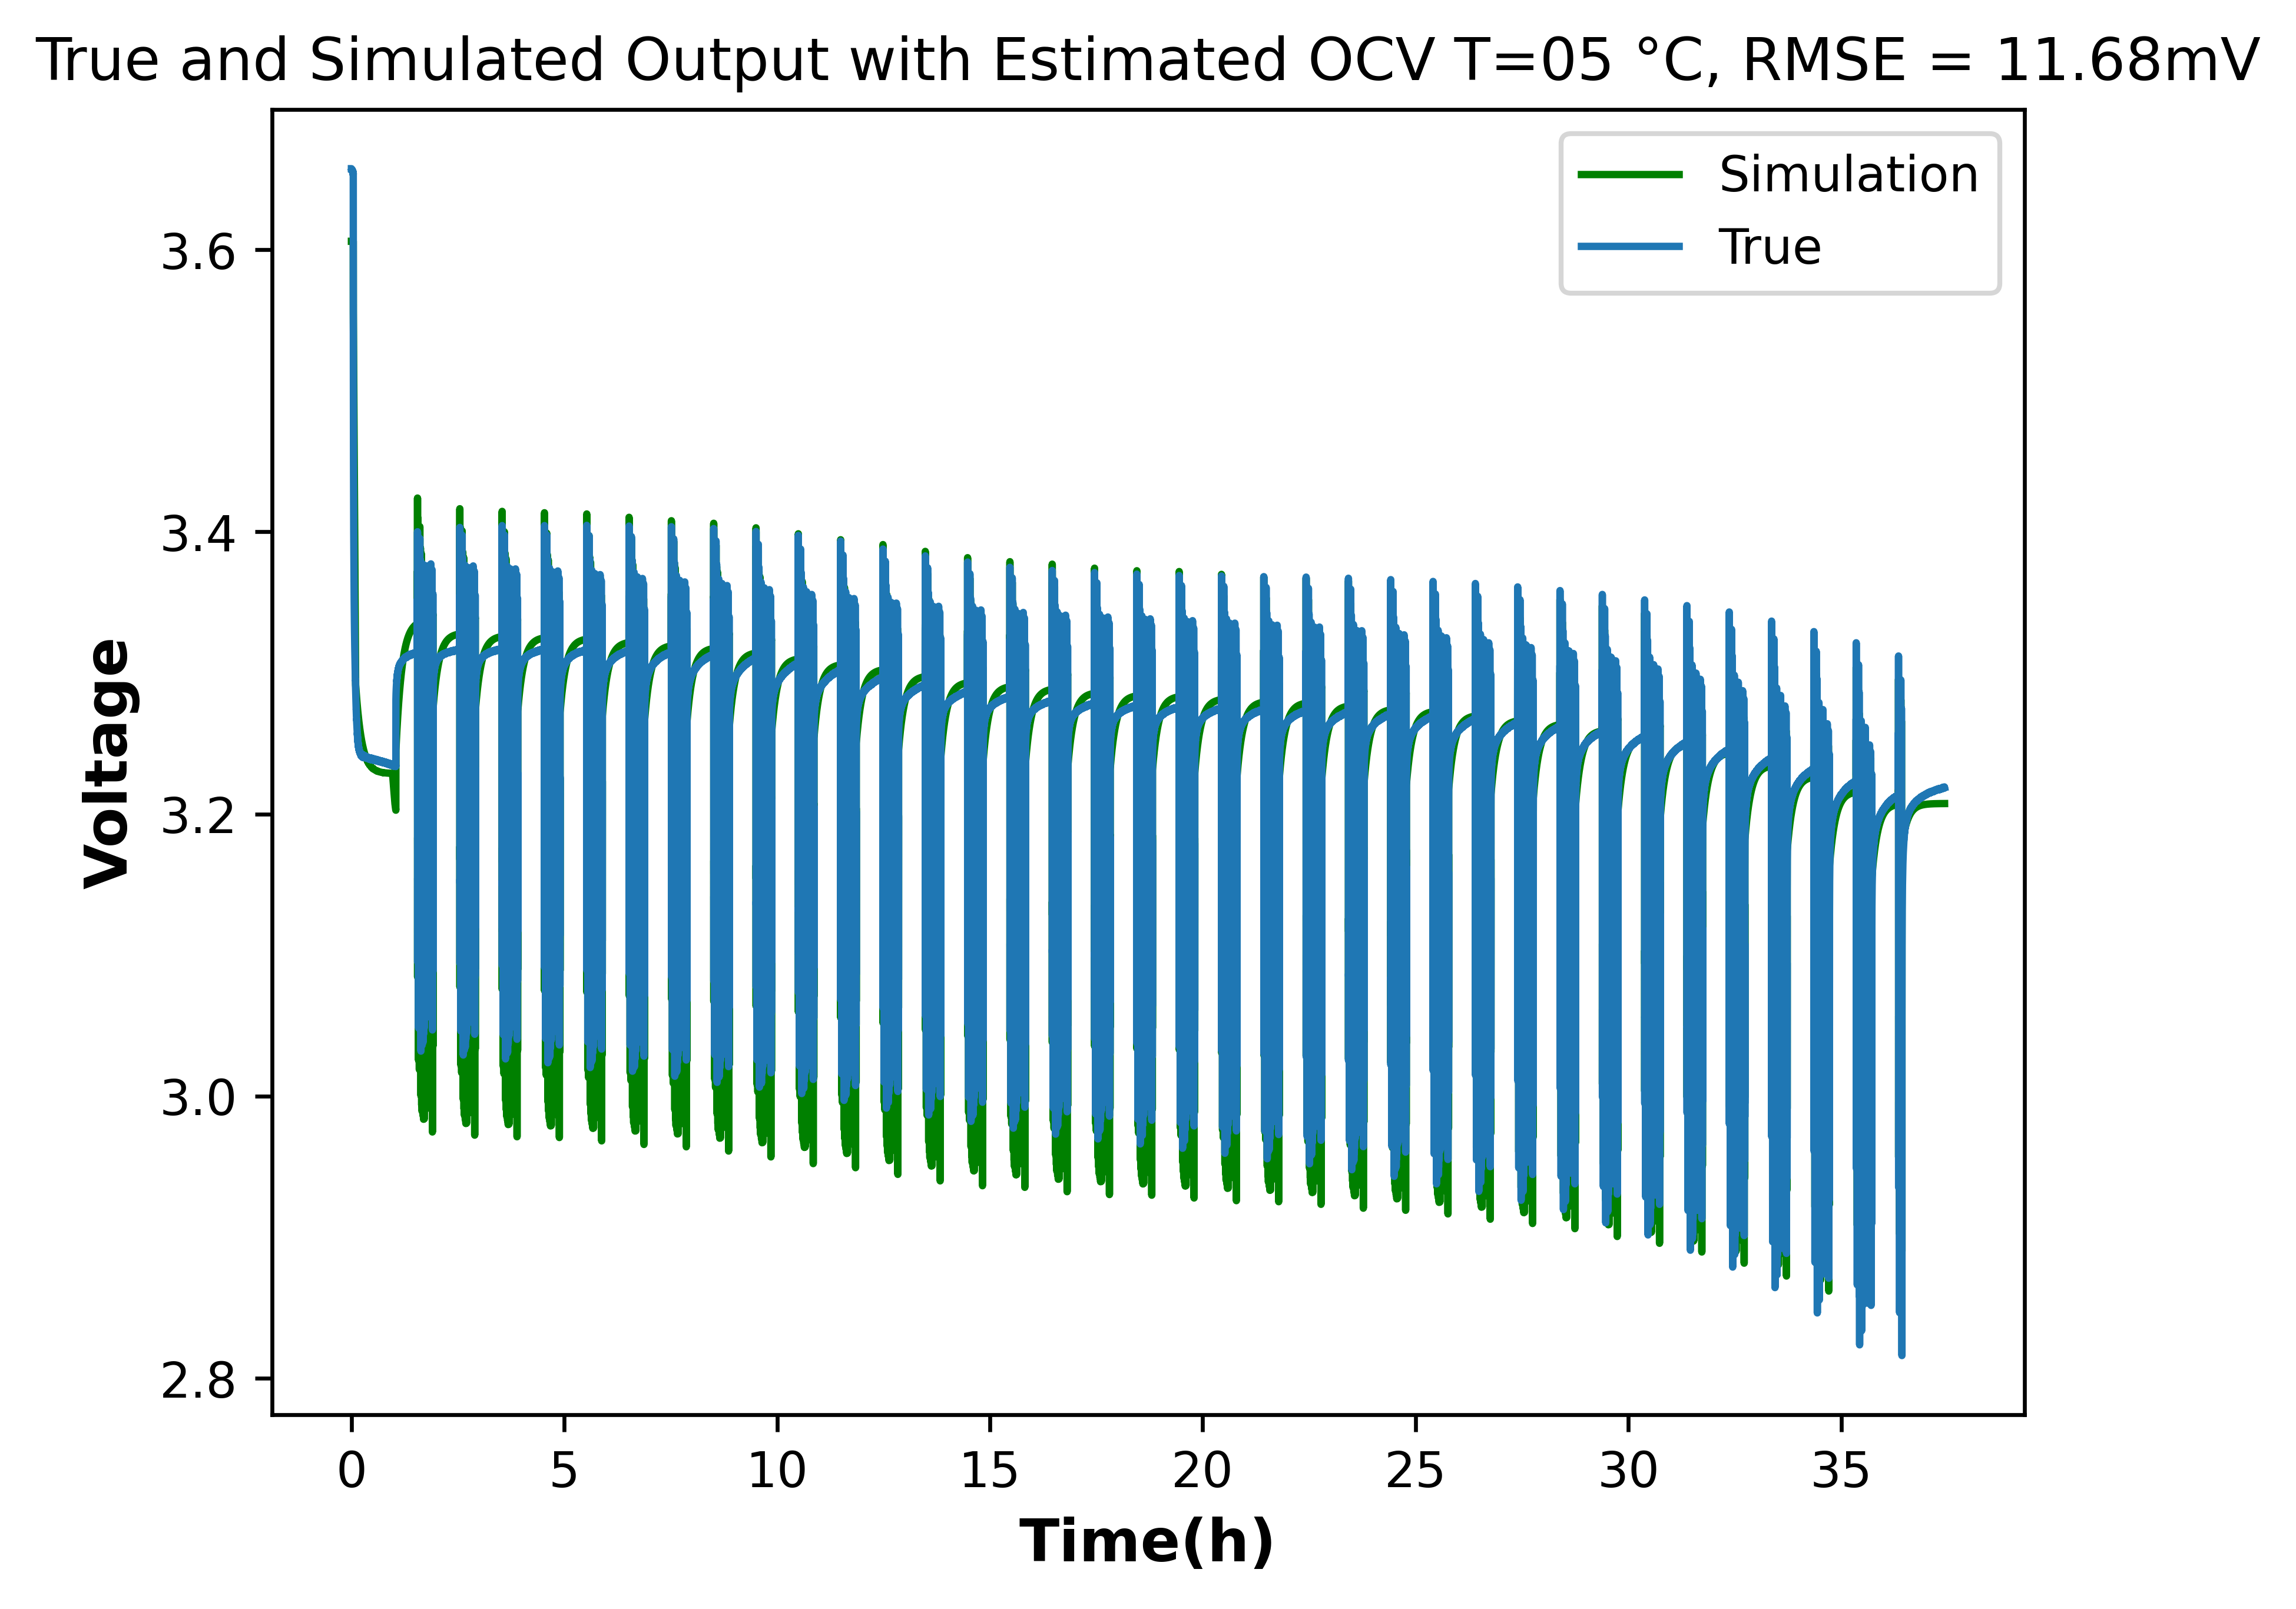 True and Simulated Output with Estimated OCV T=05 °C, RMSE = 11.68mV
Simulation
True
3.6
3.4
3.2
3.0
2.8
Voltage
0 5 10 15 20 25 30 35
Time(h)